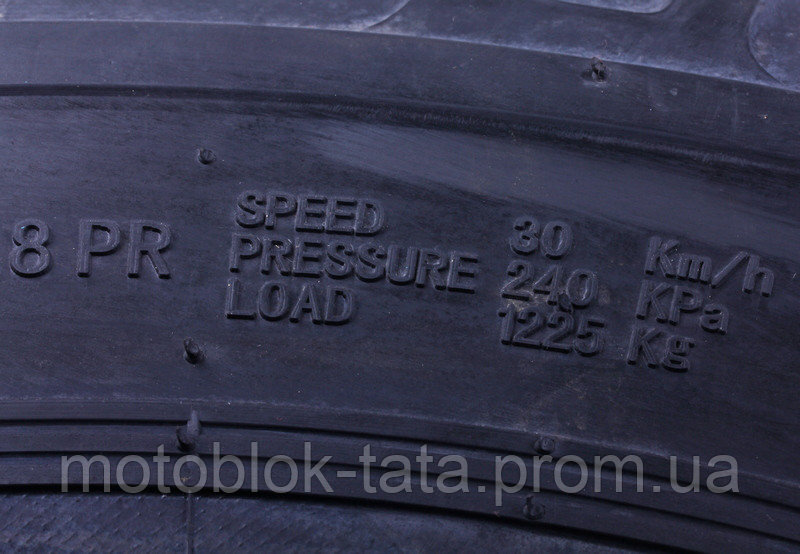 8 PR
SPEED 30 Km/h
PRESSURE 240 KPa
LOAD 1225 Kg
motoblok-tata.prom.ua